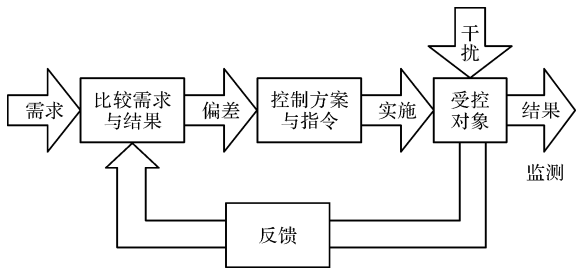 干扰
需求
比较需求
与结果
偏差
控制方案
与指令
实施
受控
对象
结果
监测
反馈